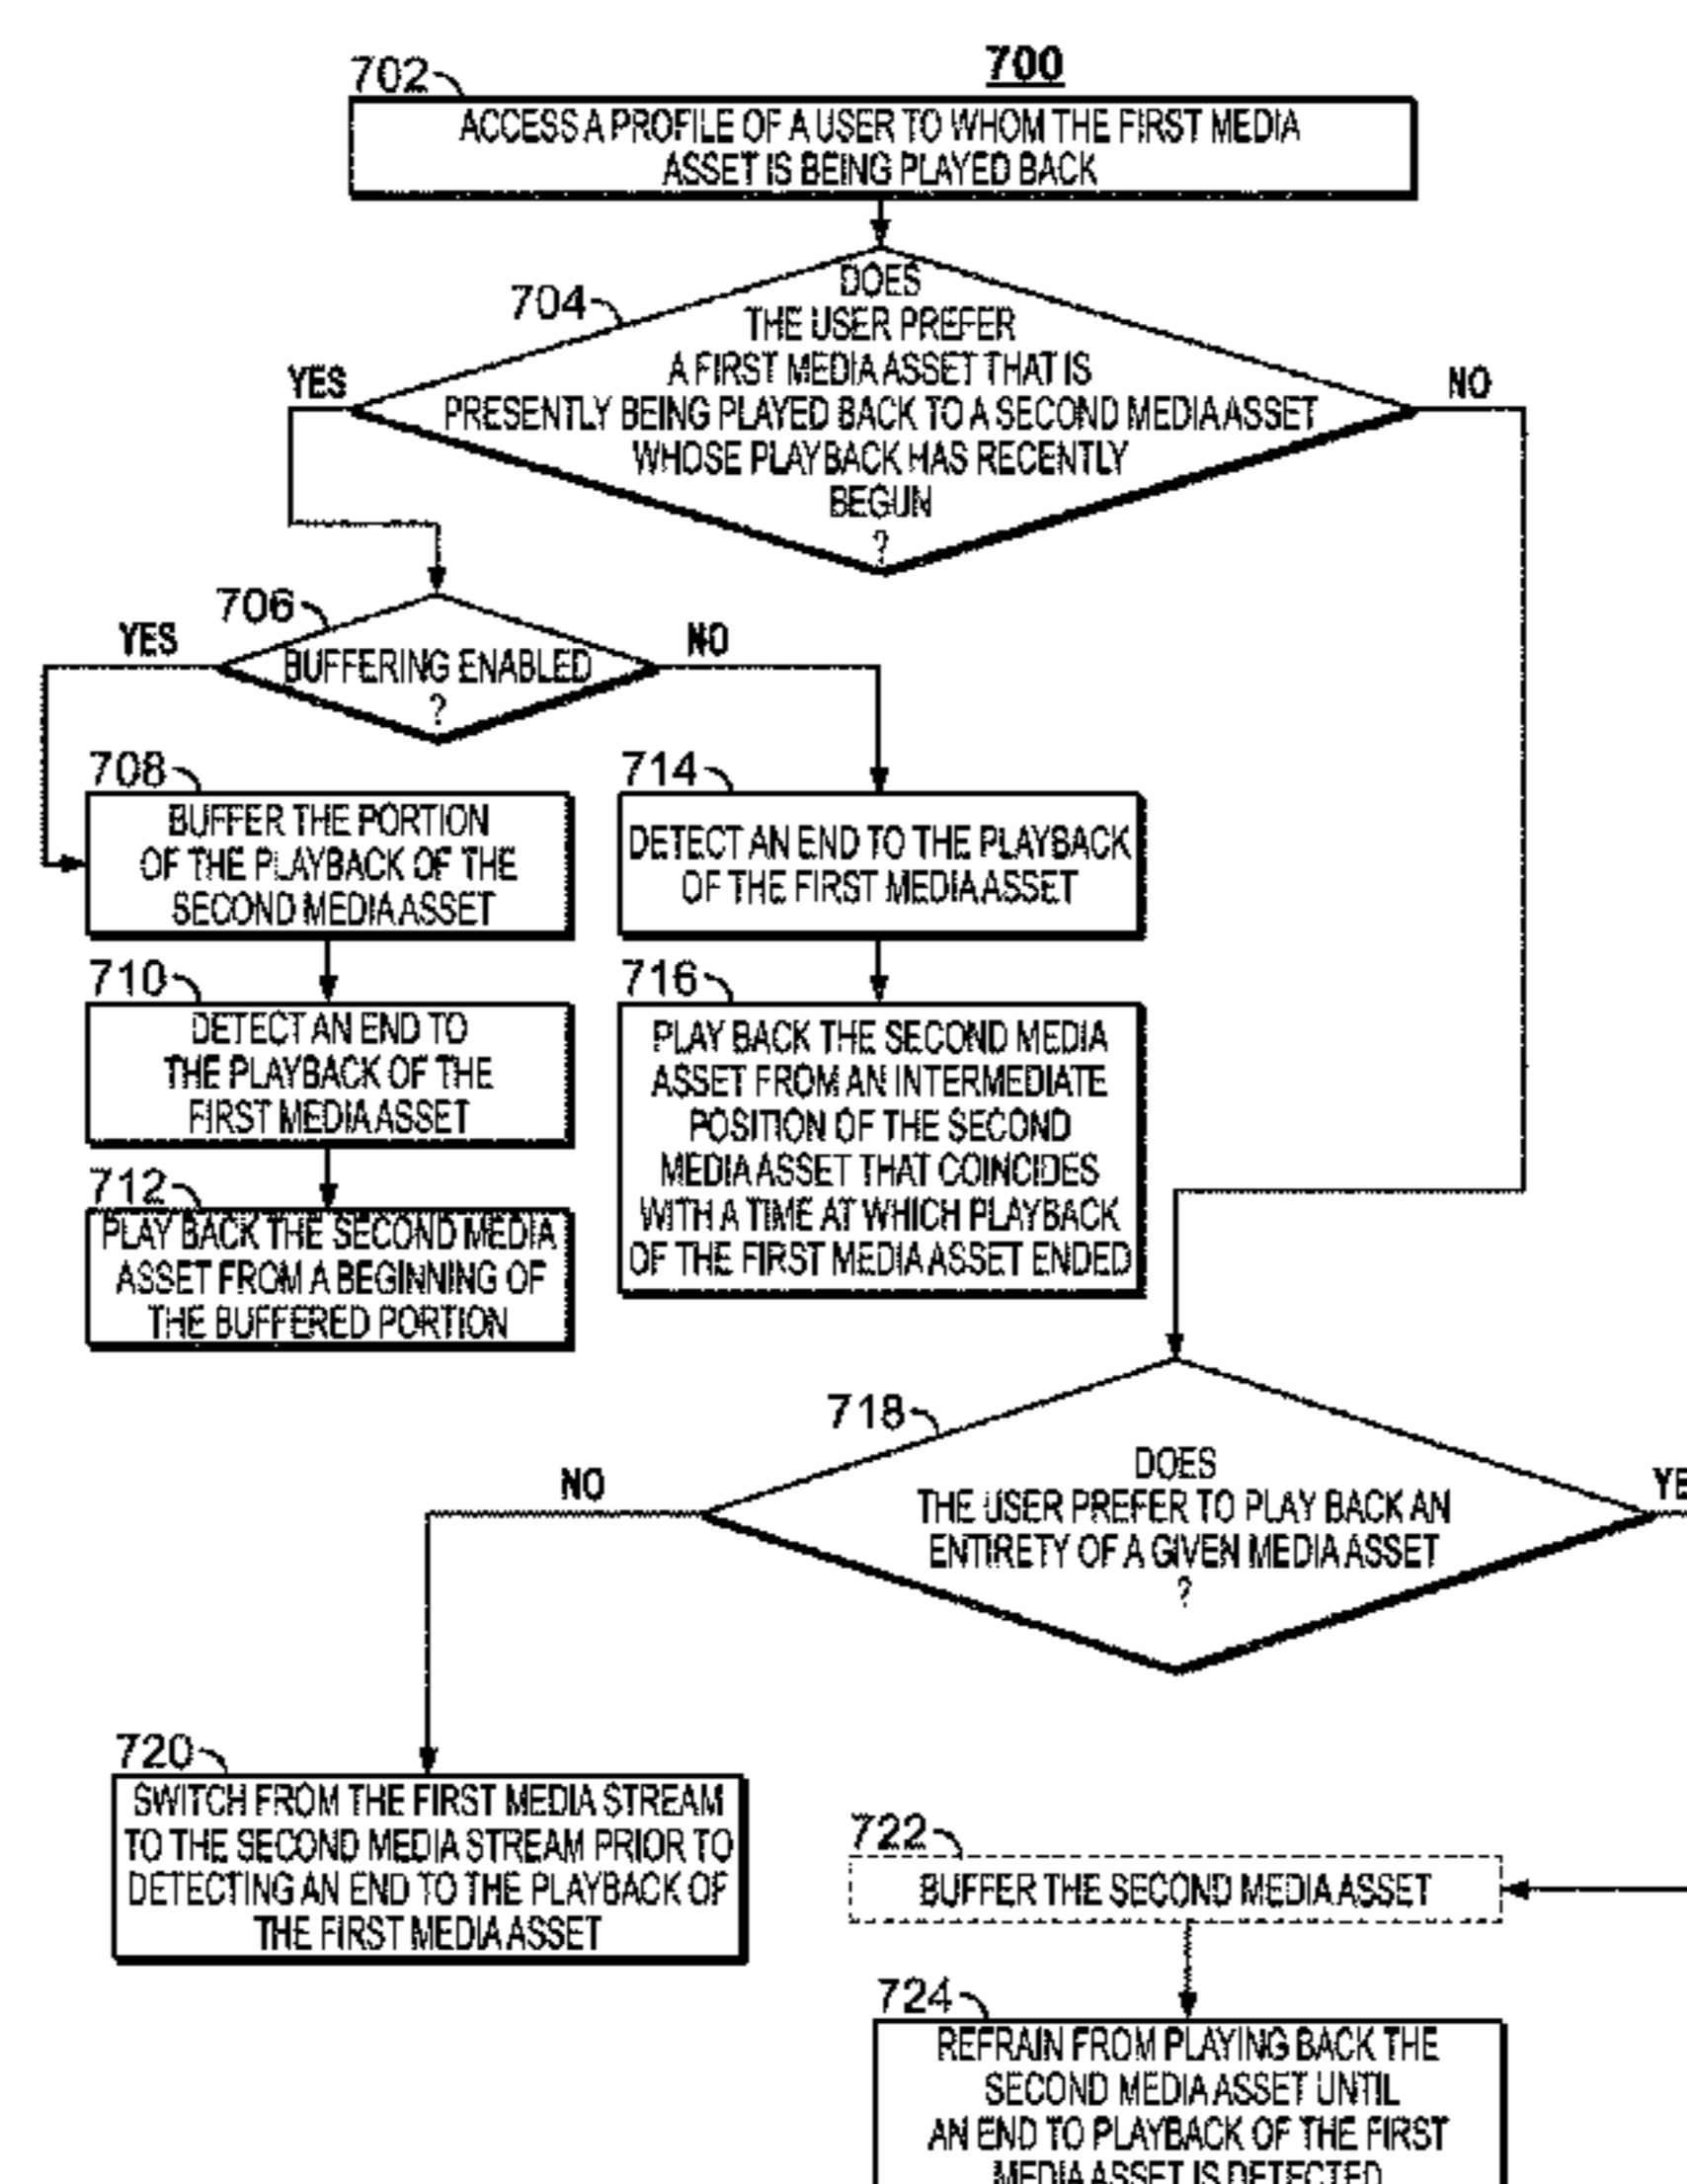 700
702
ACCESS A PROFILE OF A USER TO WHOM THE FIRST MEDIA
ASSET IS BEING PLAYED BACK
704
DOES
THE USER PREFER
A FIRST MEDIA ASSET THAT IS
PRESENTLY BEING PLAYED BACK TO A SECOND MEDIA ASSET
WHOSE PLAYBACK HAS RECENTLY
BEGUN
?
YES
NO
706
BUFFERING ENABLED
?
YES
NO
708
BUFFER THE PORTION
OF THE PLAYBACK OF THE
SECOND MEDIA ASSET
710
DETECT AN END TO
THE PLAYBACK OF THE
FIRST MEDIA ASSET
712
PLAY BACK THE SECOND MEDIA
ASSET FROM A BEGINNING OF
THE BUFFERED PORTION
714
DETECT AN END TO THE PLAYBACK
OF THE FIRST MEDIA ASSET
716
PLAY BACK THE SECOND MEDIA
ASSET FROM AN INTERMEDIATE
POSITION OF THE SECOND
MEDIA ASSET THAT COINCIDES
WITH A TIME AT WHICH PLAYBACK
OF THE FIRST MEDIA ASSET ENDED
718
DOES
THE USER PREFER TO PLAY BACK AN
ENTIRETY OF A GIVEN MEDIA ASSET
?
NO
720
SWITCH FROM THE FIRST MEDIA STREAM
TO THE SECOND MEDIA STREAM PRIOR TO
DETECTING AN END TO THE PLAYBACK OF
THE FIRST MEDIA ASSET
722
BUFFER THE SECOND MEDIA ASSET
724
REFRAIN FROM PLAYING BACK THE
SECOND MEDIA ASSET UNTIL
AN END TO PLAYBACK OF THE FIRST
MEDIA ASSET IS DETECTED